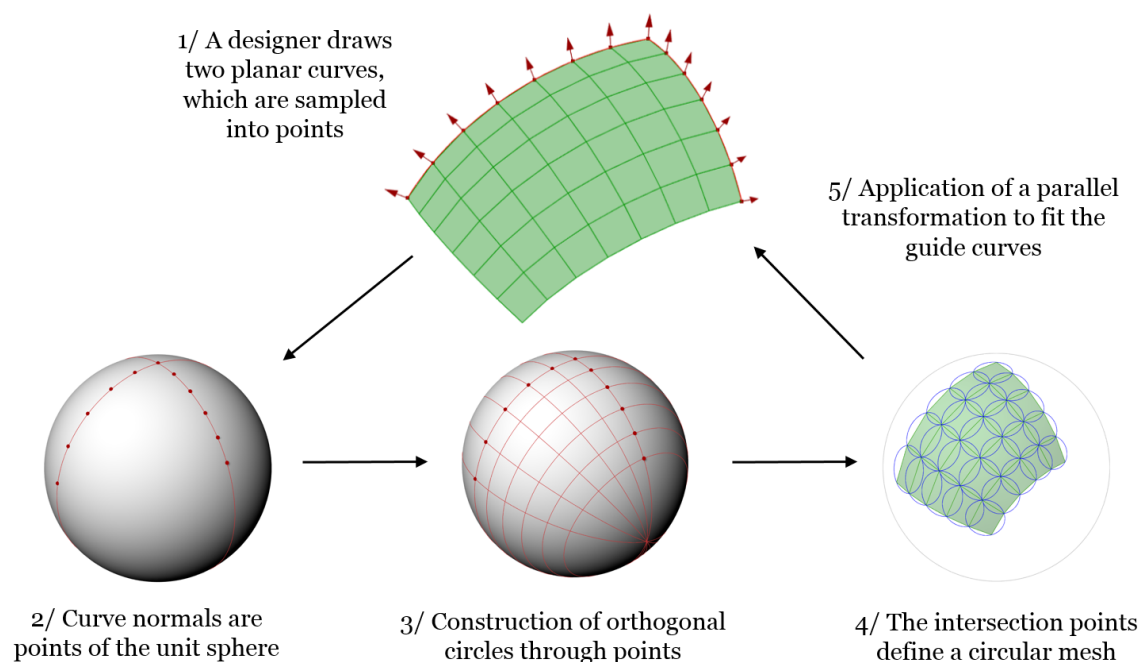 1/ A designer draws
two planar curves,
which are sampled
into points
5/ Application of a parallel
transformation to fit the
guide curves
2/ Curve normals are
points of the unit sphere
3/ Construction of orthogonal
circles through points
4/ The intersection points
define a circular mesh